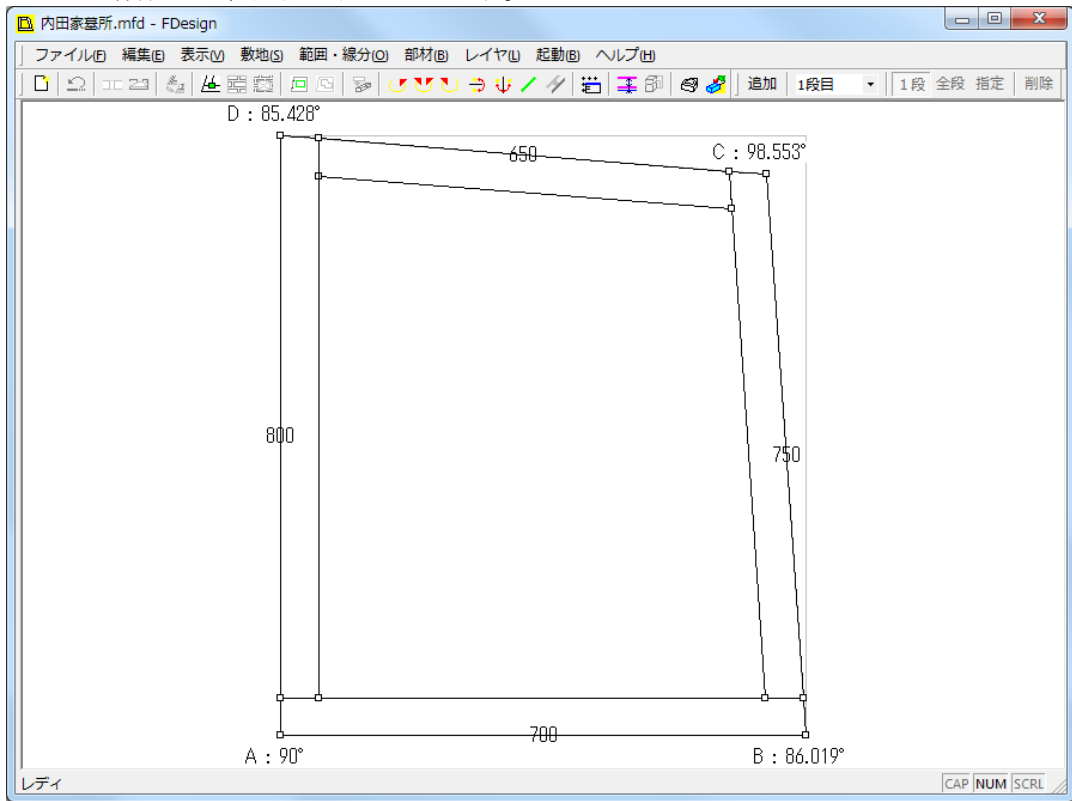 内田家墓所.mfd - FDesign
ファイル(F) 編集(E) 表示(V) 敷地(S) 範囲・線分(O) 部材(B) レイヤ(L) 起動(B) ヘルプ(H)
追加 1段目 1段 全段 指定 削除
D : 85.428°
650
C : 98.553°
800
750
700
A : 90°
B : 86.019°
レディ CAP NUM SCRL